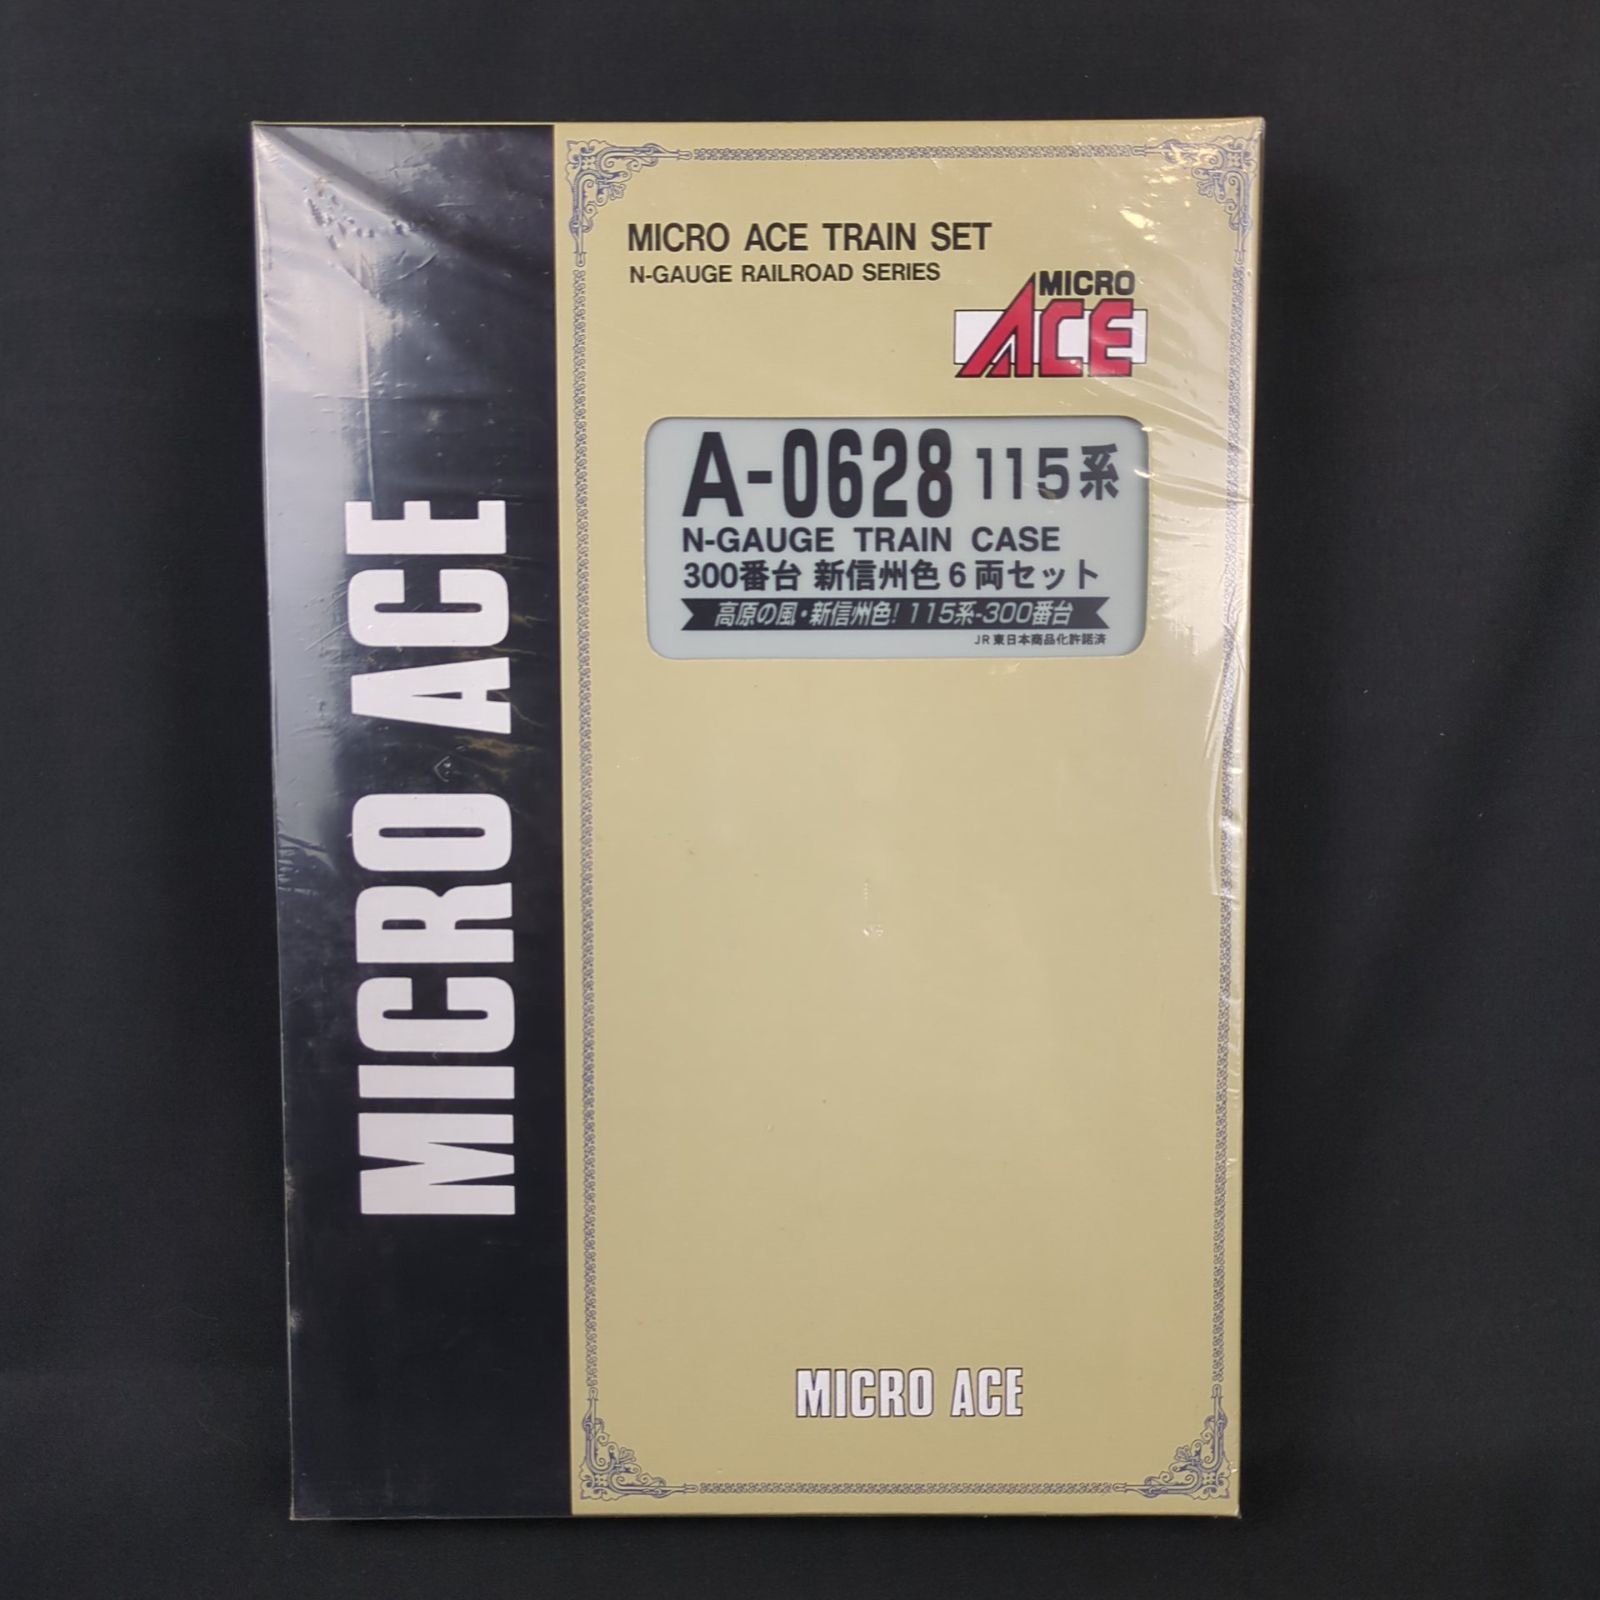 MICRO ACE
MICRO ACE TRAIN SET
N-GAUGE RAILROAD SERIES
MICRO
ACE
A-0628 115系
N-GAUGE TRAIN CASE
300番台 新信州色6両セット
高原の風・新信州色! 115系-300番台
JR東日本商品化許諾済
MICRO ACE